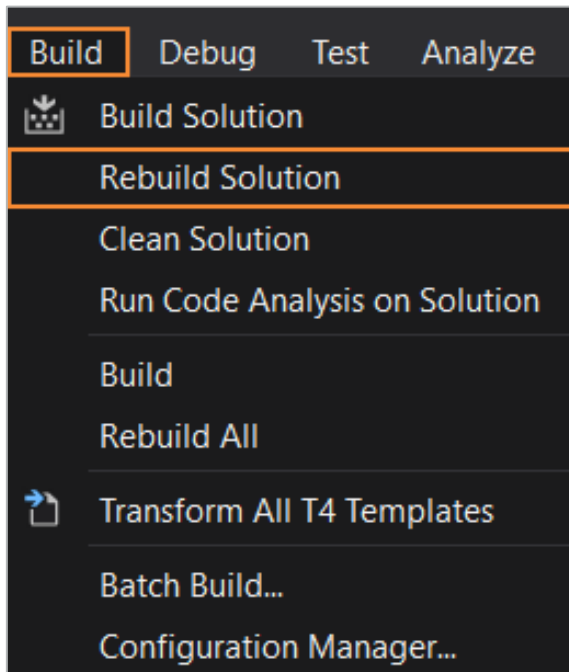 Build Debug Test Analyze
Build Solution
Rebuild Solution
Clean Solution
Run Code Analysis on Solution
Build
Rebuild All
Transform All T4 Templates
Batch Build...
Configuration Manager...